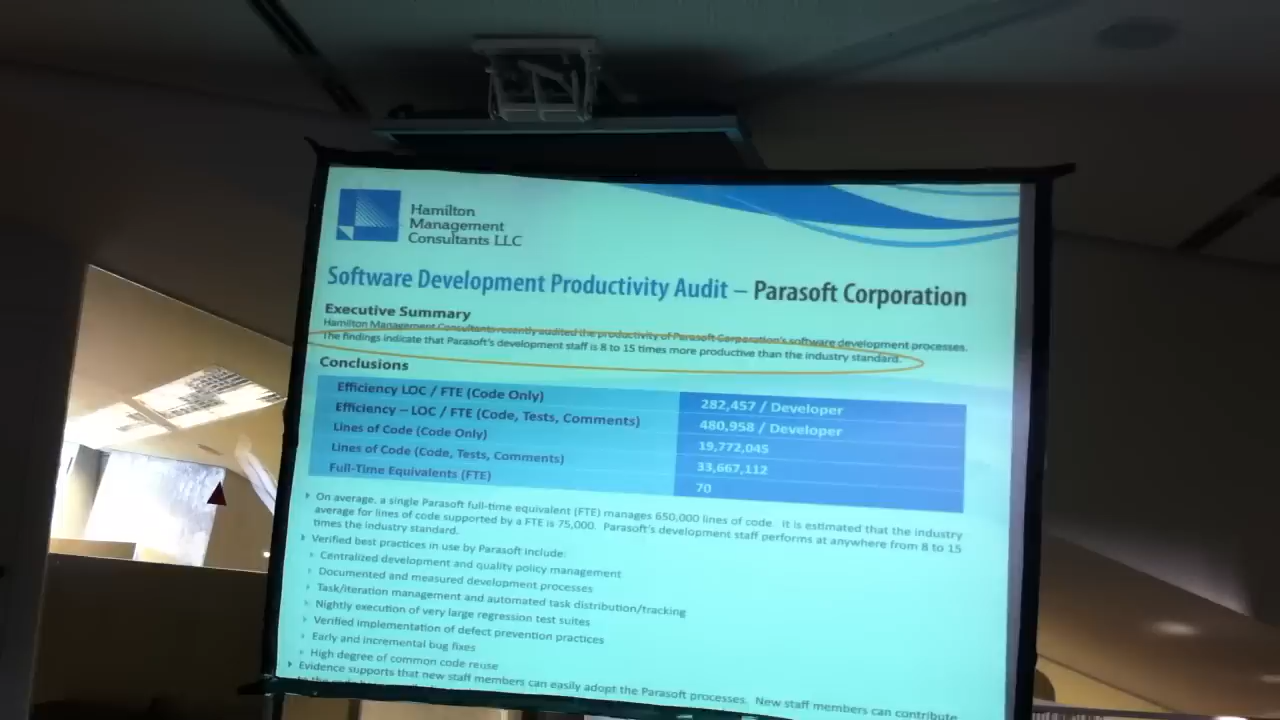 Hamilton
Management
Consultants LLC
Software Development Productivity Audit – Parasoft Corporation
Executive Summary
Hamilton Management Consultants recently audited the productivity of Parasoft Corporation's software development processes.
The findings indicate that Parasoft's development staff is 8 to 15 times more productive than the industry standard.
Conclusions
Efficiency LOC / FTE (Code Only) 282,457 / Developer
Efficiency – LOC / FTE (Code, Tests, Comments) 480,958 / Developer
Lines of Code (Code Only) 19,772,045
Lines of Code (Code, Tests, Comments) 33,667,112
Full-Time Equivalents (FTE) 70
On average, a single Parasoft full-time equivalent (FTE) manages 650,000 lines of code. It is estimated that the industry
average for lines of code supported by a FTE is 75,000. Parasoft's development staff performs at anywhere from 8 to 15
times the industry standard.
Verified best practices in use by Parasoft include:
Centralized development and quality policy management
Documented and measured development processes
Task/iteration management and automated task distribution/tracking
Nightly execution of very large regression test suites
Verified implementation of defect prevention practices
Early and incremental bug fixes
High degree of common code reuse
Evidence supports that new staff members can easily adopt the Parasoft processes. New staff members can contribute